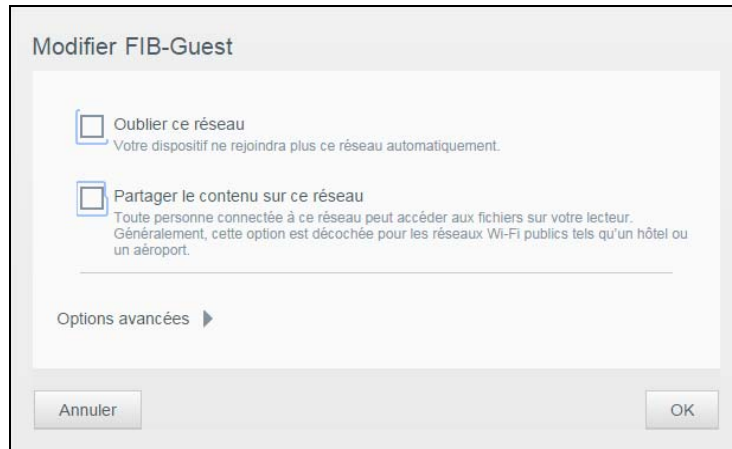 Modifier FIB-Guest
Oublier ce réseau
Votre dispositif ne rejoindra plus ce réseau automatiquement.
Partager le contenu sur ce réseau
Toute personne connectée à ce réseau peut accéder aux fichiers sur votre lecteur.
Généralement, cette option est décochée pour les réseaux Wi-Fi publics tels qu'un hôtel ou
un aéroport.
Options avancées
Annuler
OK